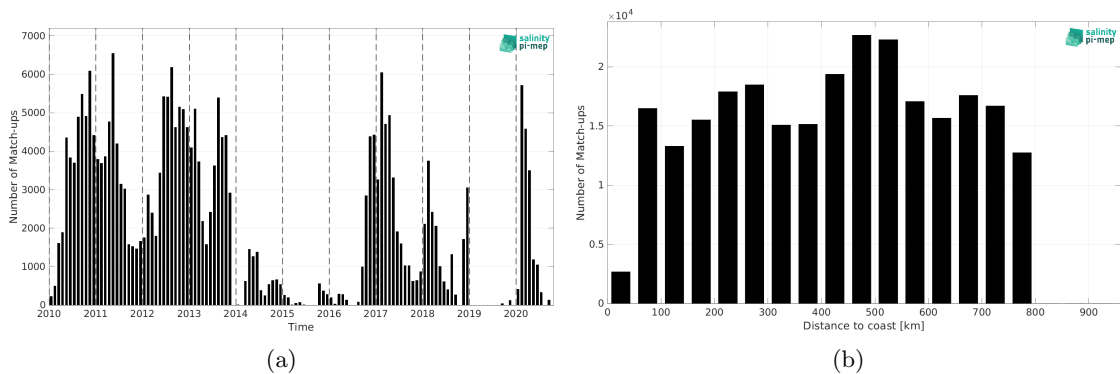 7000
6000
5000
4000
3000
2000
1000
0
Number of Match-ups
2010 2011 2012 2013 2014 2015 2016 2017 2018 2019 2020
Time
salinity
pi-mep
(a)
×10⁴
2
1.5
1
0.5
0
Number of Match-ups
0 100 200 300 400 500 600 700 800 900
Distance to coast [km]
salinity
pi-mep
(b)